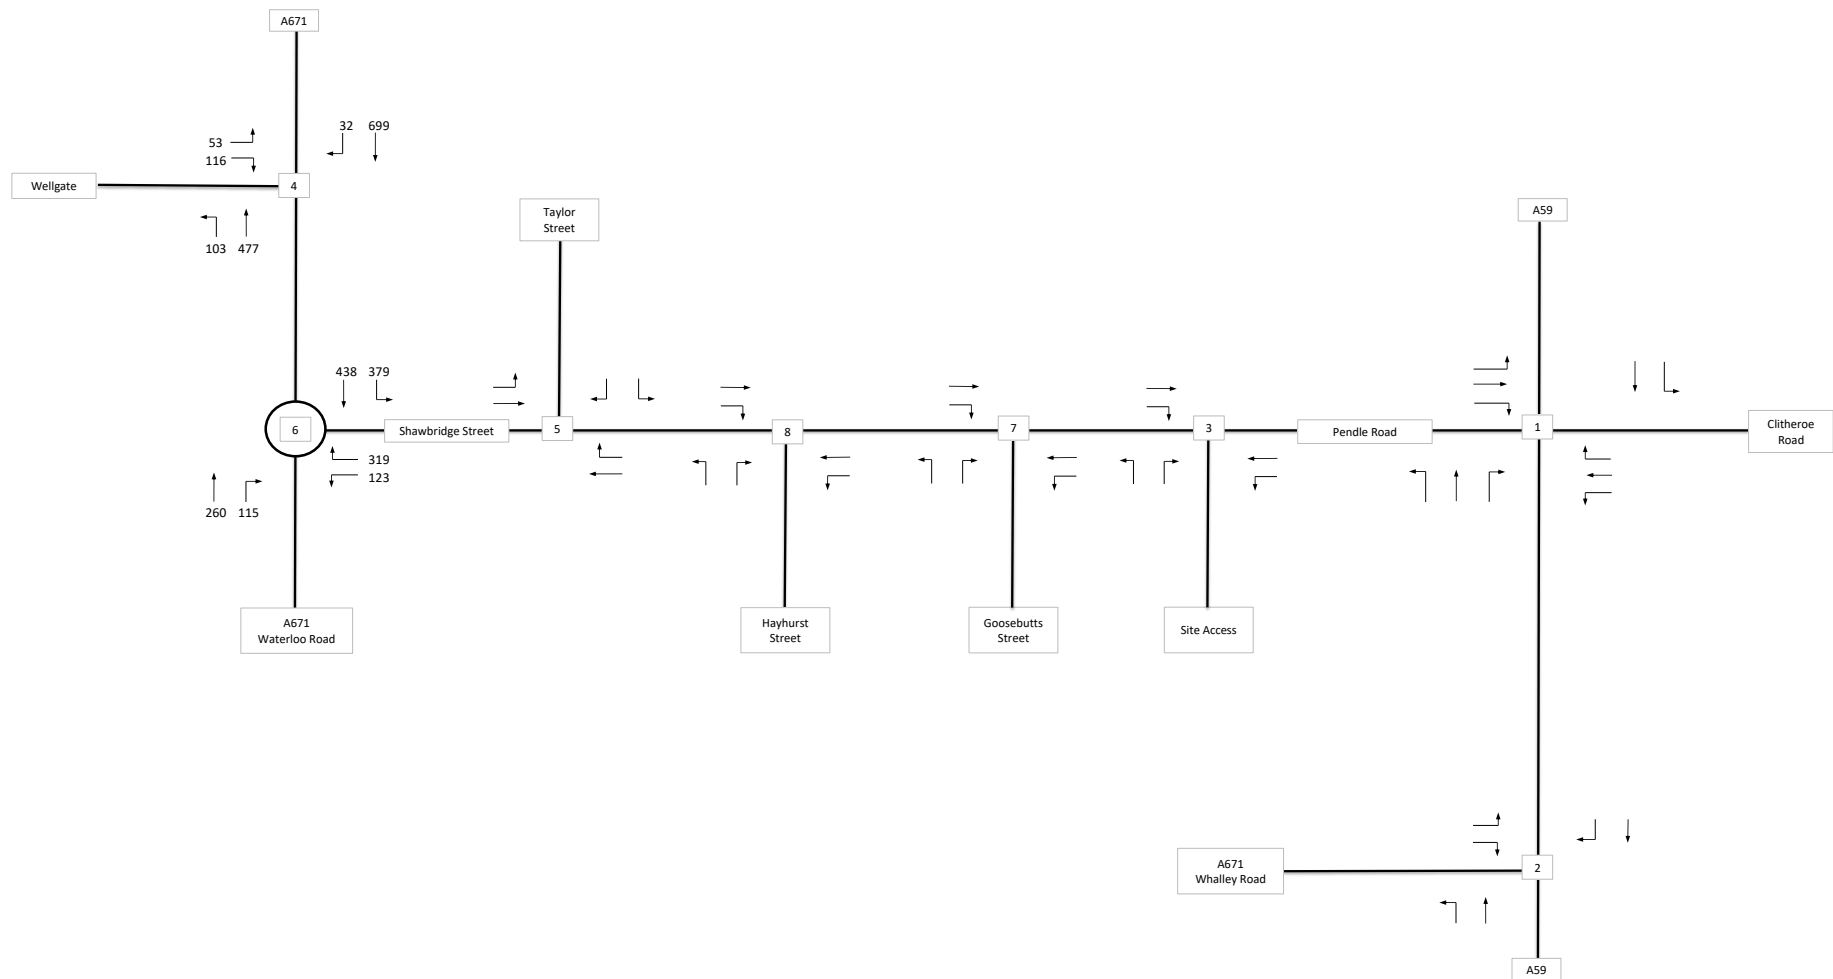 A671
32 699
53
116
Wellgate
4
103 477
Taylor
Street
A59
438 379
6
Shawbridge Street
5
8
7
3
Pendle Road
1
Clitheroe
Road
319
123
260 115
A671
Waterloo Road
Hayhurst
Street
Goosebutts
Street
Site Access
A671
Whalley Road
2
A59